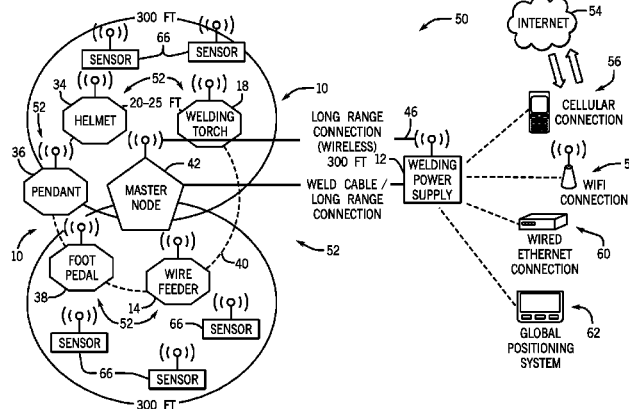 300 FT
66
SENSOR
SENSOR
34
52
18
10
HELMET
20-25 FT
WELDING
TORCH
52
36
PENDANT
42
MASTER
NODE
10
FOOT
PEDAL
38
WIRE
FEEDER
14
40
52
52
66
SENSOR
SENSOR
66
SENSOR
300 FT
LONG RANGE
CONNECTION
(WIRELESS)
300 FT
46
12
WELDING
POWER
SUPPLY
WELD CABLE /
LONG RANGE
CONNECTION
50
INTERNET
54
56
CELLULAR
CONNECTION
WIFI
CONNECTION
WIRED
ETHERNET
CONNECTION
60
GLOBAL
POSITIONING
SYSTEM
62